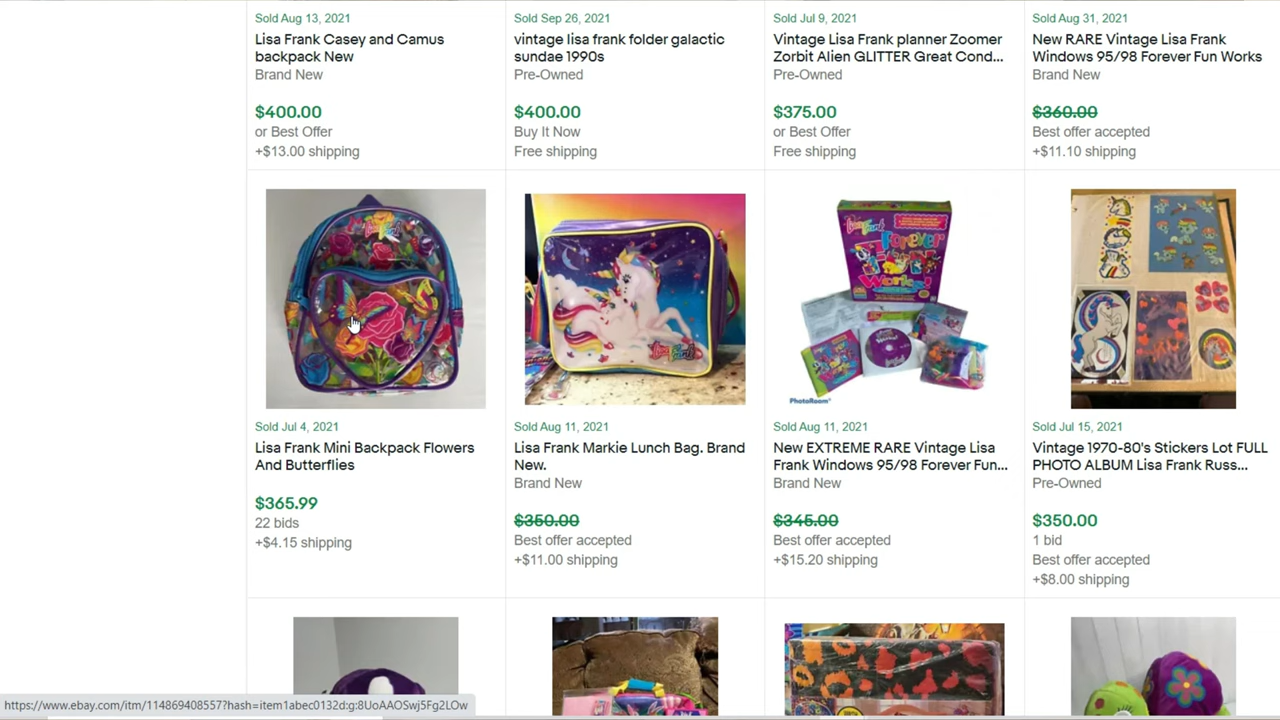 Sold Aug 13, 2021
Lisa Frank Casey and Camus
backpack New
Brand New
$400.00
or Best Offer
+$13.00 shipping
Sold Sep 26, 2021
vintage lisa frank folder galactic
sundae 1990s
Pre-Owned
$400.00
Buy It Now
Free shipping
Sold Jul 9, 2021
Vintage Lisa Frank planner Zoomer
Zorbit Alien GLITTER Great Cond...
Pre-Owned
$375.00
or Best Offer
Free shipping
Sold Aug 31, 2021
New RARE Vintage Lisa Frank
Windows 95/98 Forever Fun Works
Brand New
$360.00
Best offer accepted
+$11.10 shipping
Lisa Frank
Forever
FUN
Works!
PhotoRoom
Sold Jul 4, 2021
Lisa Frank Mini Backpack Flowers
And Butterflies
$365.99
22 bids
+$4.15 shipping
Sold Aug 11, 2021
Lisa Frank Markie Lunch Bag. Brand
New.
Brand New
$350.00
Best offer accepted
+$11.00 shipping
Sold Aug 11, 2021
New EXTREME RARE Vintage Lisa
Frank Windows 95/98 Forever Fun...
Brand New
$345.00
Best offer accepted
+$15.20 shipping
Sold Jul 15, 2021
Vintage 1970-80's Stickers Lot FULL
PHOTO ALBUM Lisa Frank Russ...
Pre-Owned
$350.00
1 bid
Best offer accepted
+$8.00 shipping
https://www.ebay.com/itm/114869408557?hash=item1abec0132d:g:8UoAAOSwj5Fg2LOw